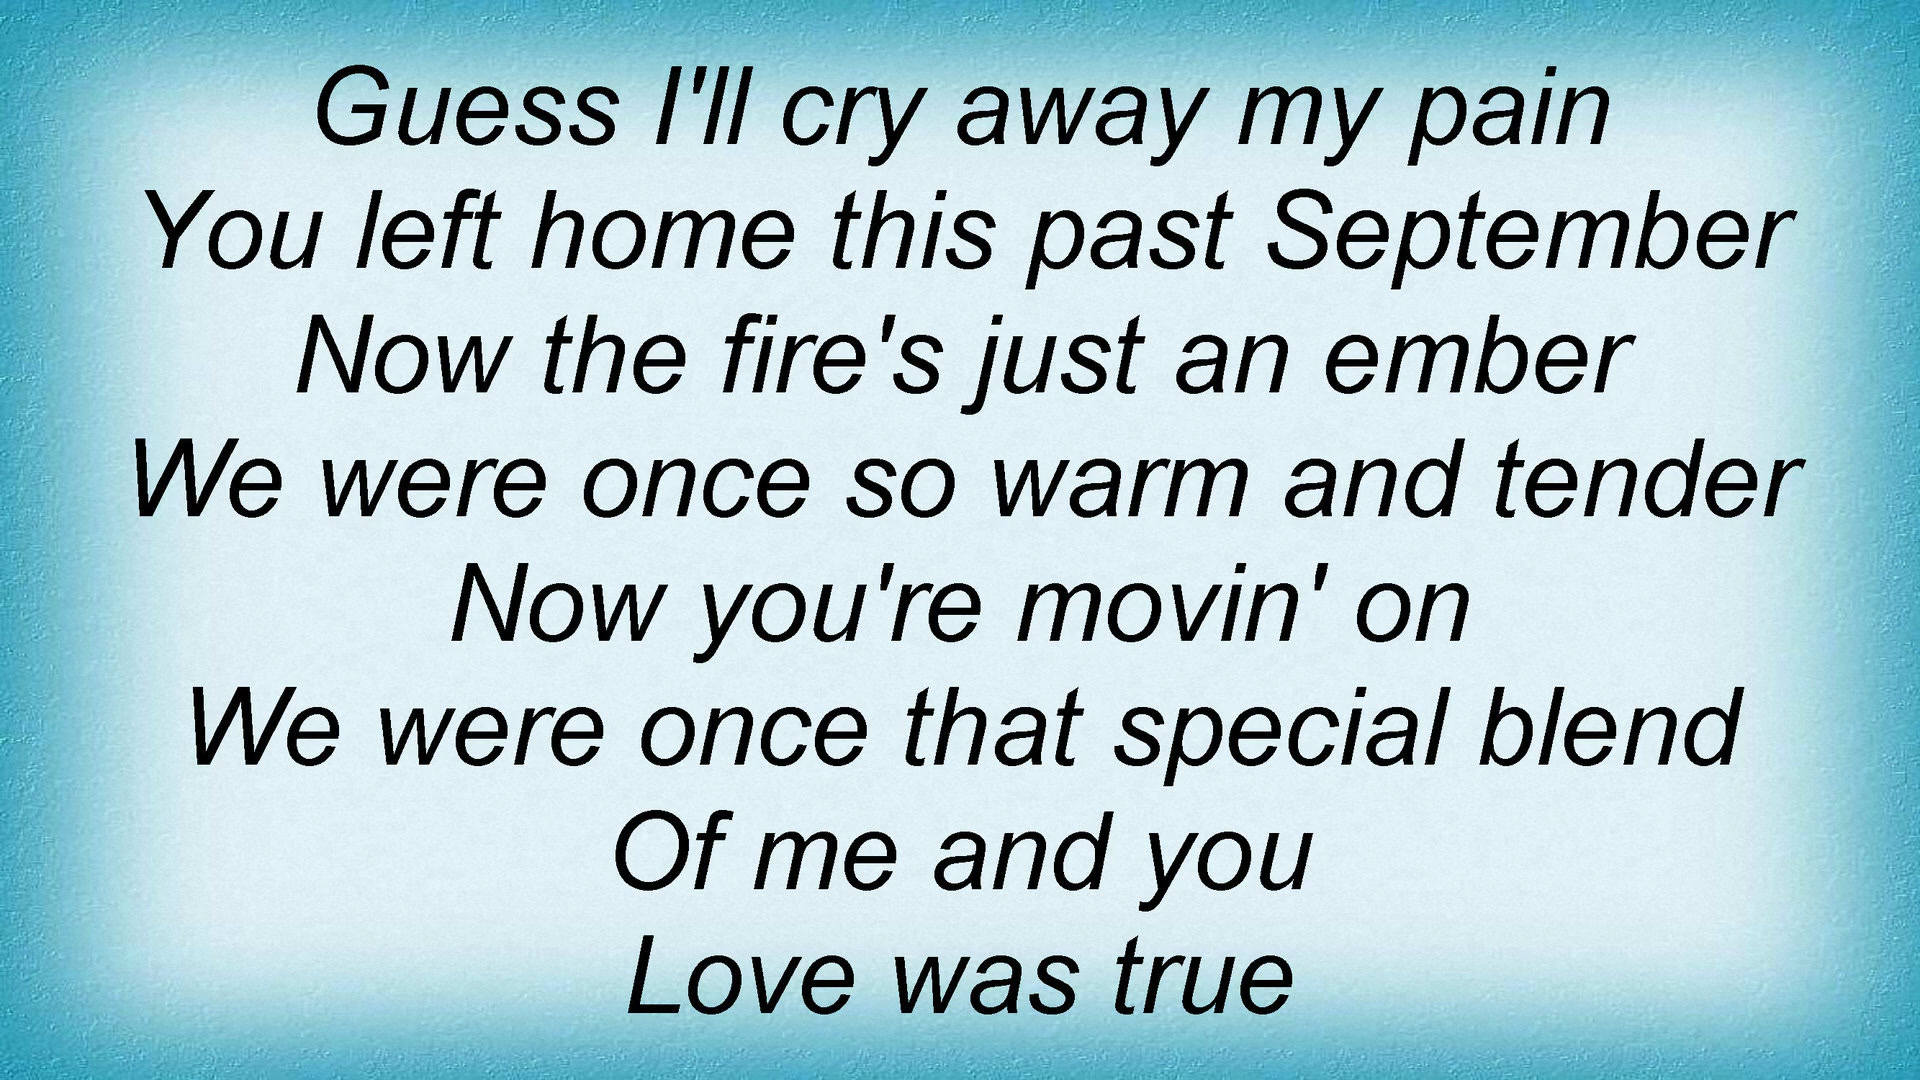 Guess I'll cry away my pain
You left home this past September
Now the fire's just an ember
We were once so warm and tender
Now you're movin' on
We were once that special blend
Of me and you
Love was true